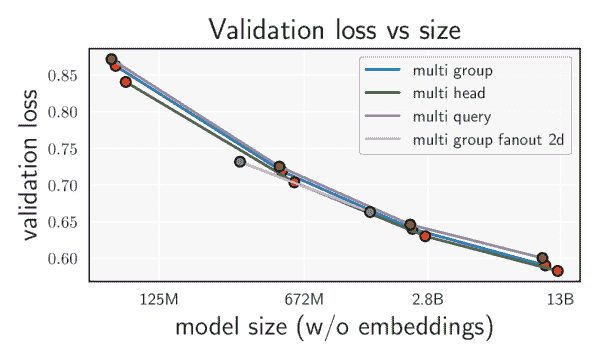 Validation loss vs size
validation loss
0.85
0.80
0.75
0.70
0.65
0.60
multi group
multi head
multi query
multi group fanout 2d
125M 672M 2.8B 13B
model size (w/o embeddings)